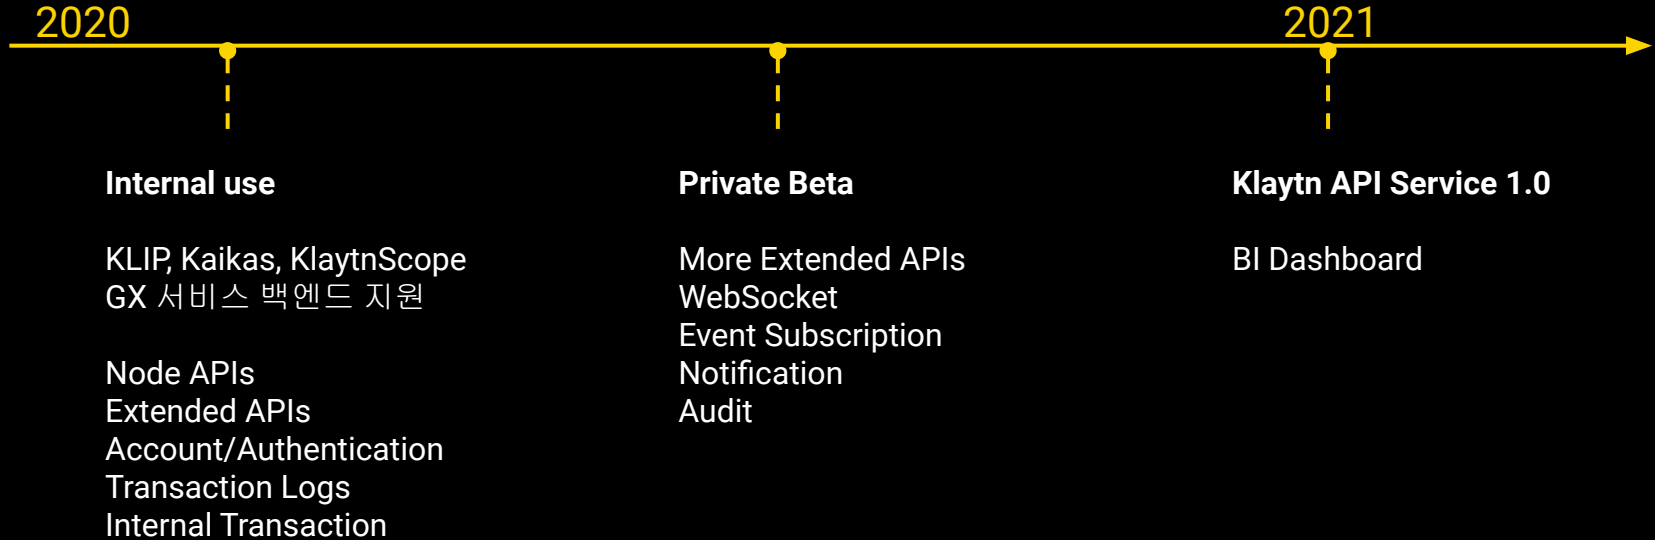 2020
2021
Internal use
KLIP, Kaikas, KlaytnScope
GX 서비스 백엔드 지원
Node APIs
Extended APIs
Account/Authentication
Transaction Logs
Internal Transaction
Private Beta
More Extended APIs
WebSocket
Event Subscription
Notification
Audit
Klaytn API Service 1.0
BI Dashboard